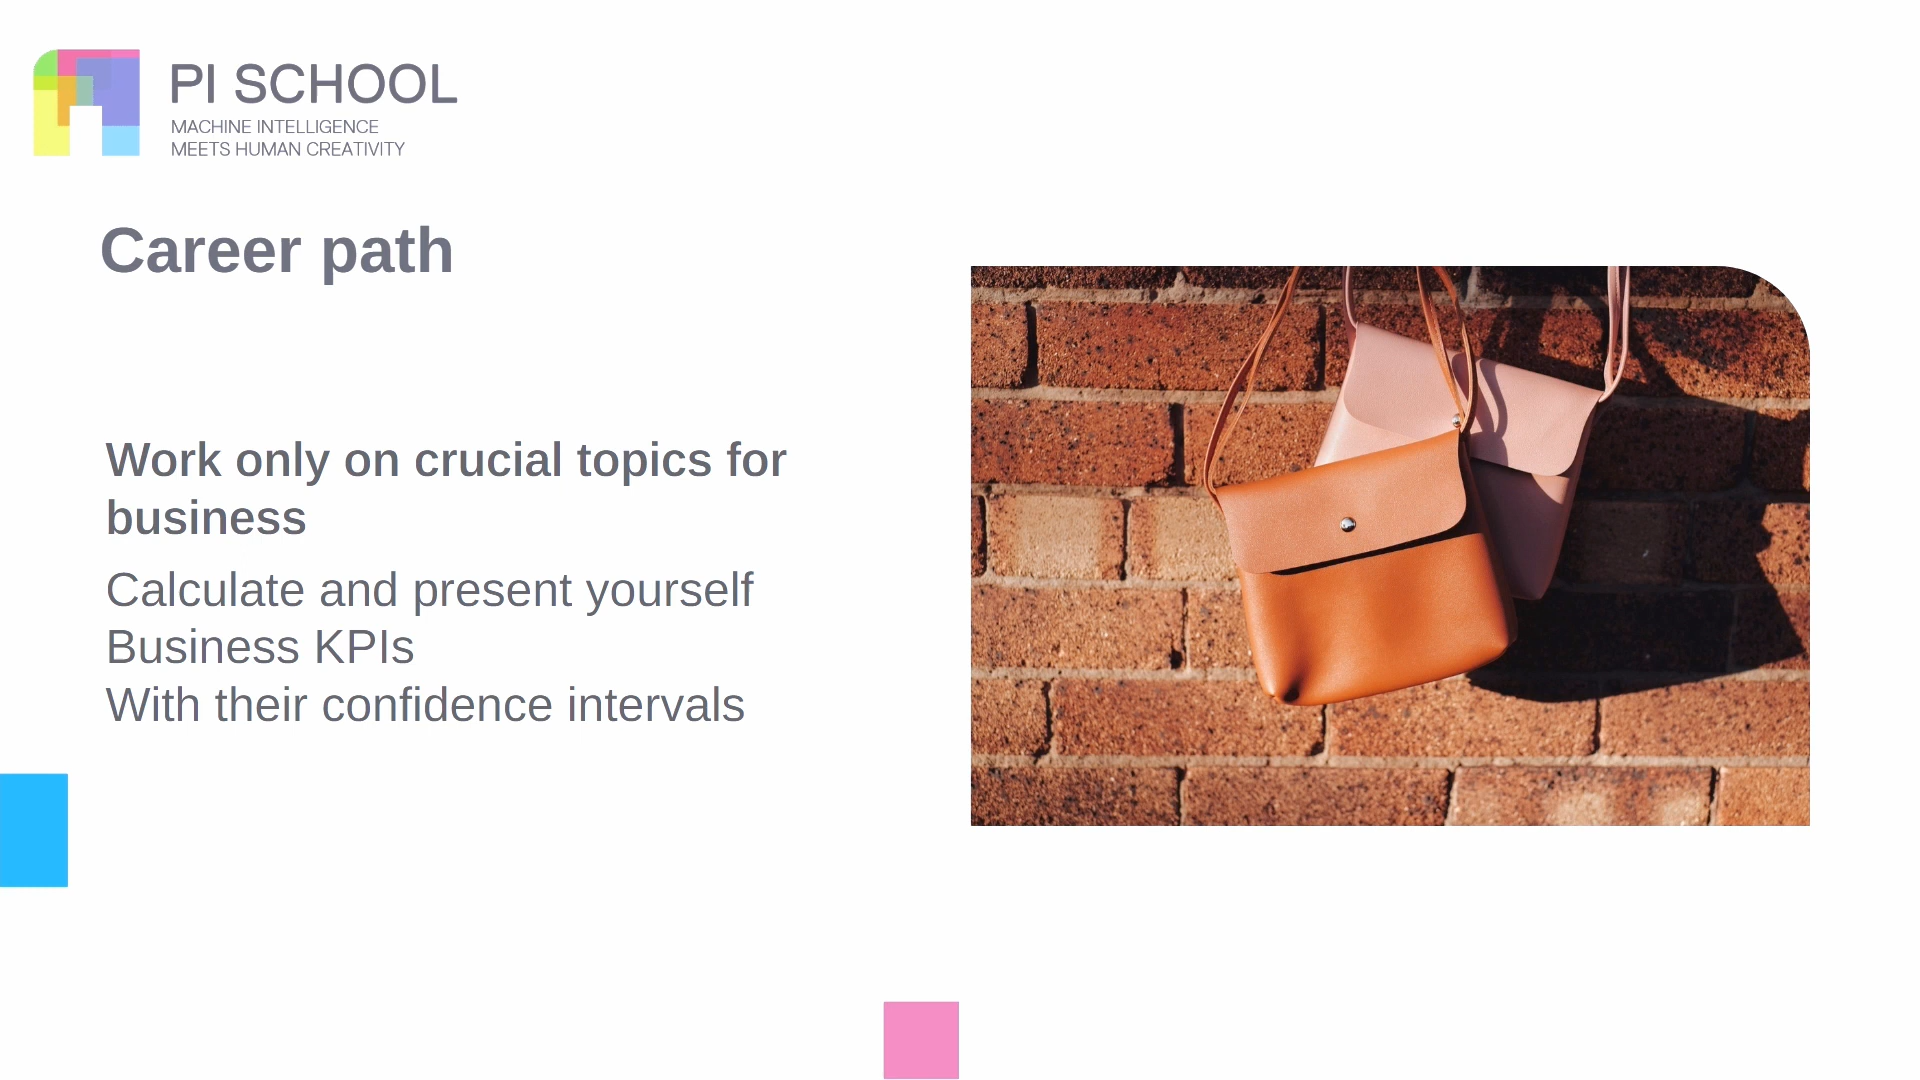 PI SCHOOL
MACHINE INTELLIGENCE
MEETS HUMAN CREATIVITY
Career path
Work only on crucial topics for
business
Calculate and present yourself
Business KPIs
With their confidence intervals